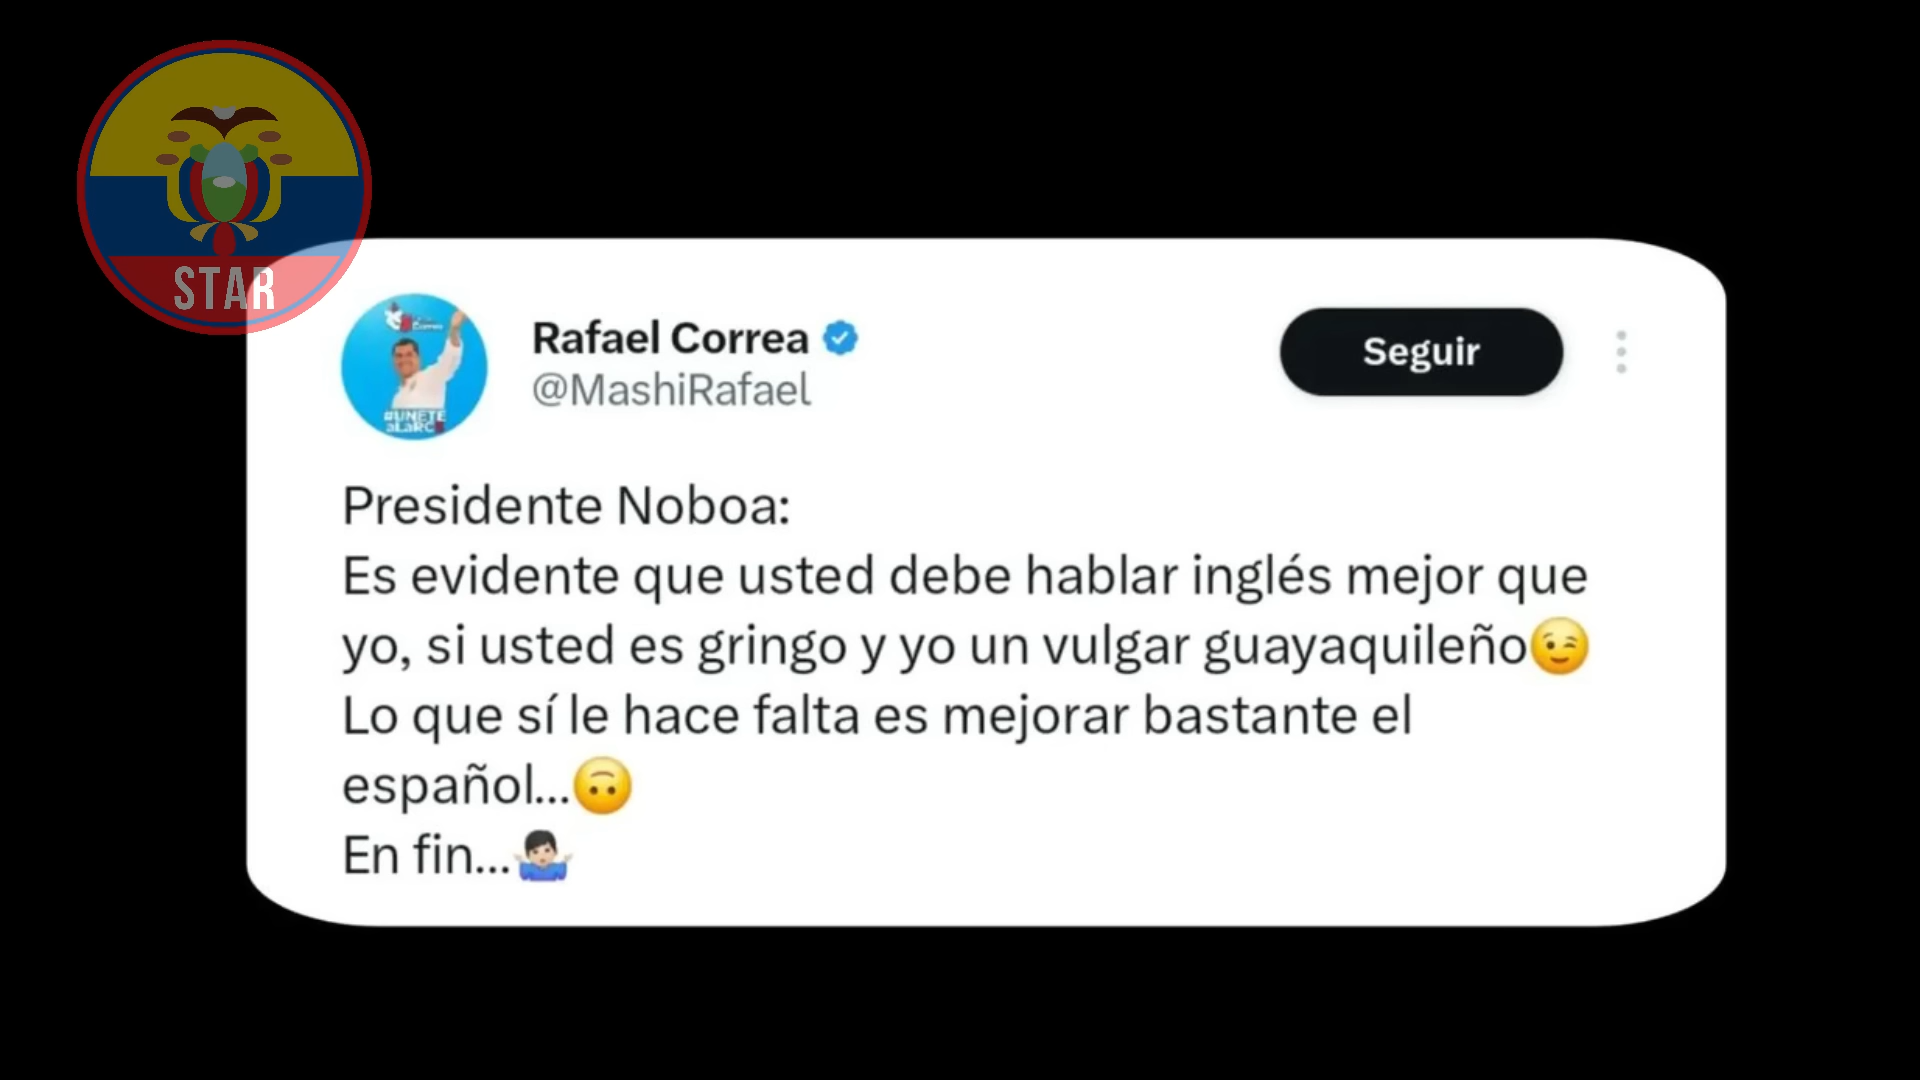 STAR
Rafael Correa
@MashiRafael
Seguir
#UNETE
aLaRC
Presidente Noboa:
Es evidente que usted debe hablar inglés mejor que
yo, si usted es gringo y yo un vulgar guayaquileño😉
Lo que sí le hace falta es mejorar bastante el
español...🙃
En fin...🤷🏻‍♂️